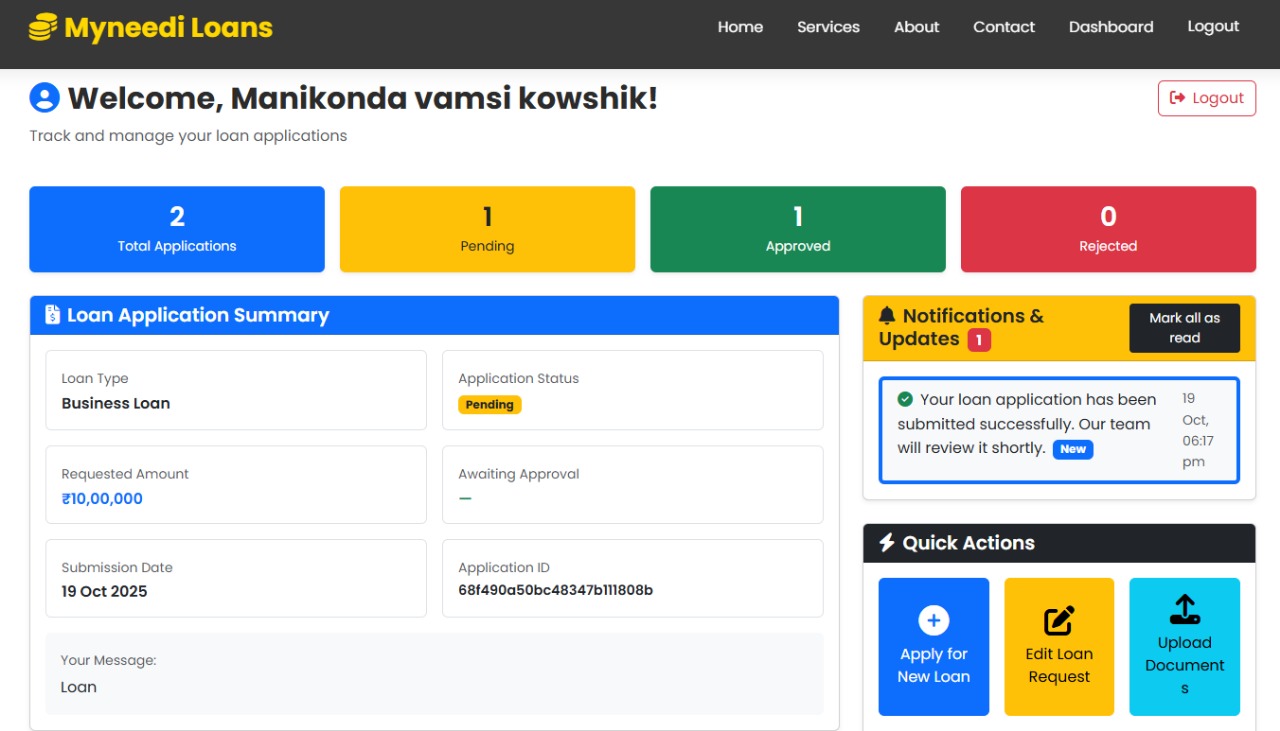 Myneedi Loans
Home Services About Contact Dashboard Logout
Welcome, Manikonda vamsi kowshik!
Logout
Track and manage your loan applications
2
Total Applications
1
Pending
1
Approved
0
Rejected
Loan Application Summary
Loan Type
Business Loan
Application Status
Pending
Requested Amount
₹10,00,000
Awaiting Approval
—
Submission Date
19 Oct 2025
Application ID
68f490a50bc48347b111808b
Your Message:
Loan
Notifications &
Updates 1
Mark all as
read
Your loan application has been
submitted successfully. Our team
will review it shortly. New
19
Oct,
06:17
pm
Quick Actions
Apply for
New Loan
Edit Loan
Request
Upload
Document
s